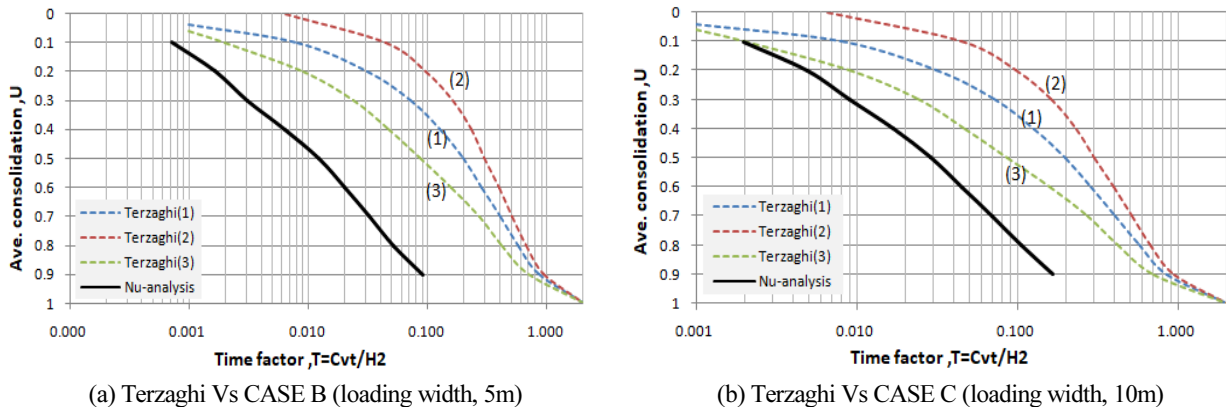 0
0.1
0.2
0.3
0.4
0.5
0.6
0.7
0.8
0.9
1
Ave. consolidation ,U
(2)
(1)
(3)
Terzaghi(1)
Terzaghi(2)
Terzaghi(3)
Nu-analysis
0.000
0.001
0.010
0.100
1.000
Time factor ,T=Cvt/H2
(a) Terzaghi Vs CASE B (loading width, 5m)
0
0.1
0.2
0.3
0.4
0.5
0.6
0.7
0.8
0.9
1
Ave. consolidation ,U
(2)
(1)
(3)
Terzaghi(1)
Terzaghi(2)
Terzaghi(3)
Nu-analysis
0.001
0.010
0.100
1.000
Time factor ,T=Cvt/H2
(b) Terzaghi Vs CASE C (loading width, 10m)